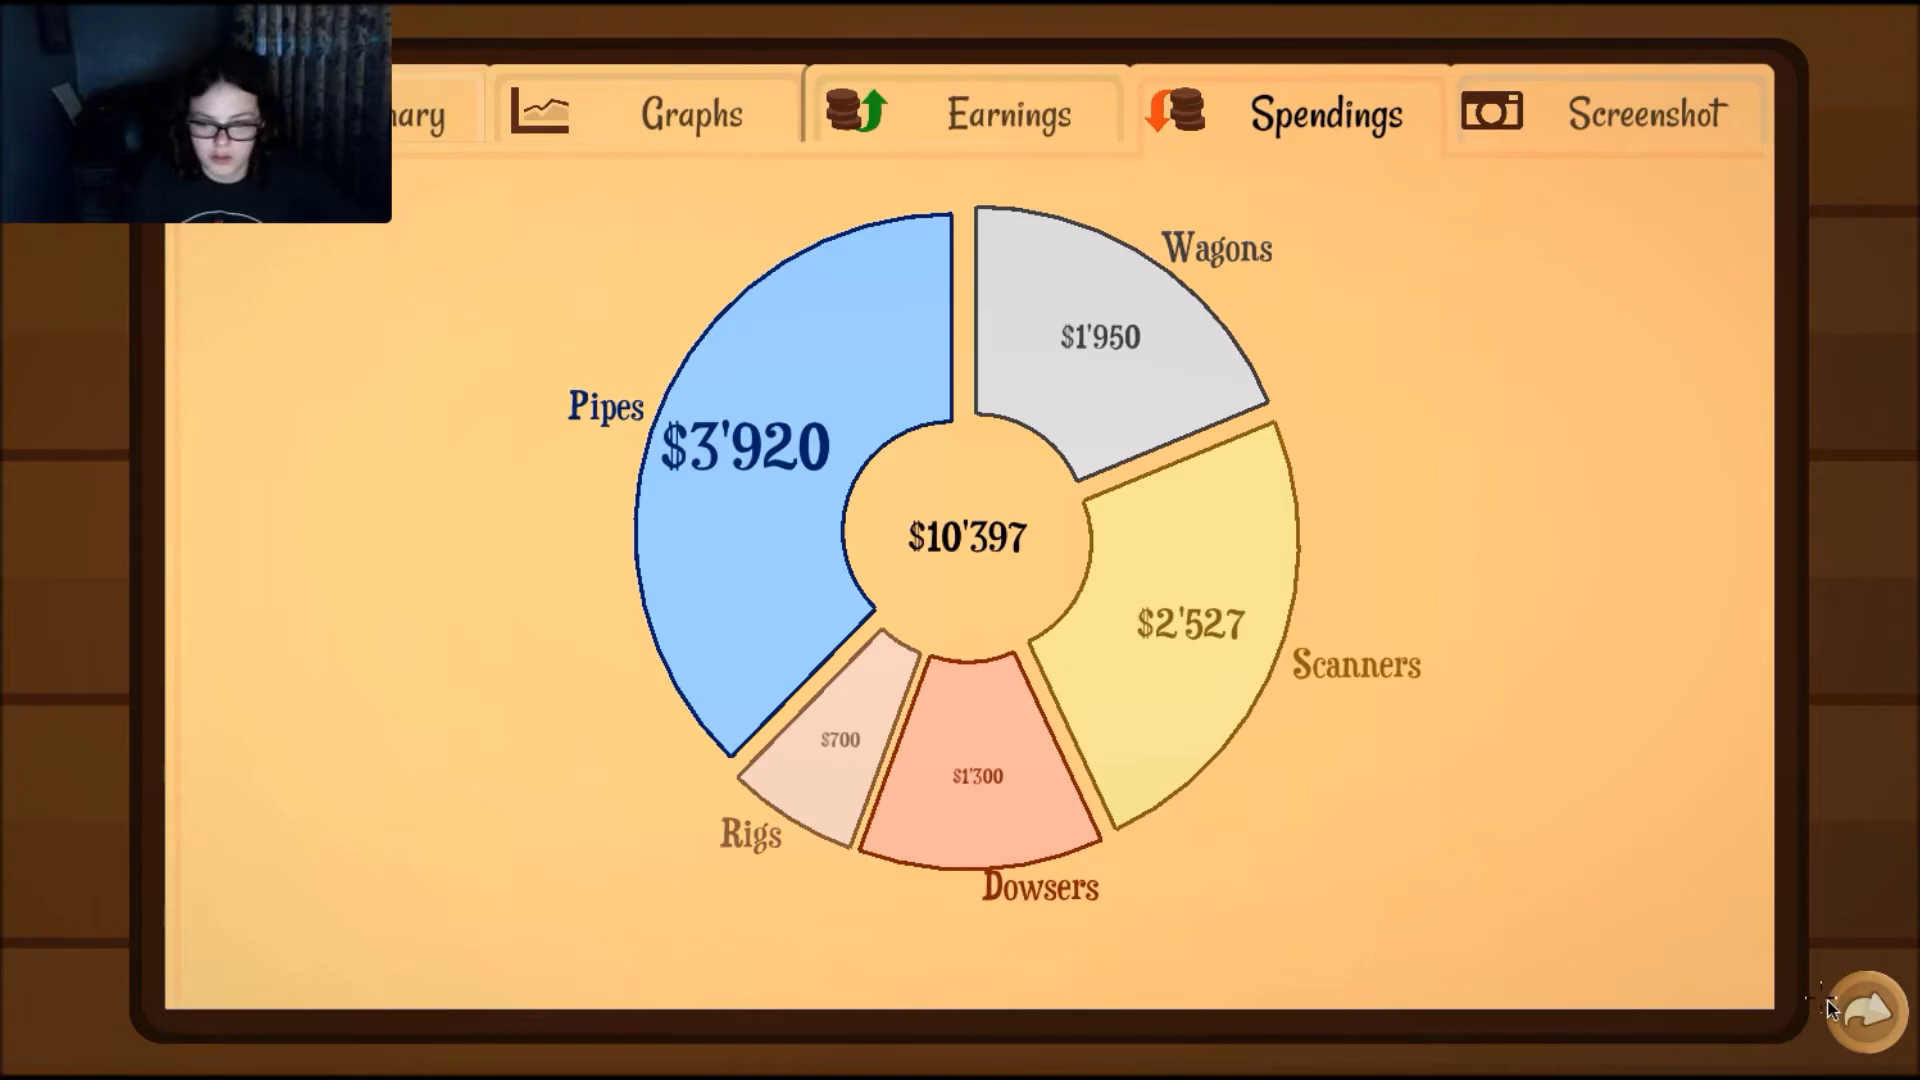 Graphs
Earnings
Spendings
Screenshot
Wagons
$1'950
Pipes
$3'920
$10'397
$2'527
Scanners
$700
$1'300
Rigs
Dowsers